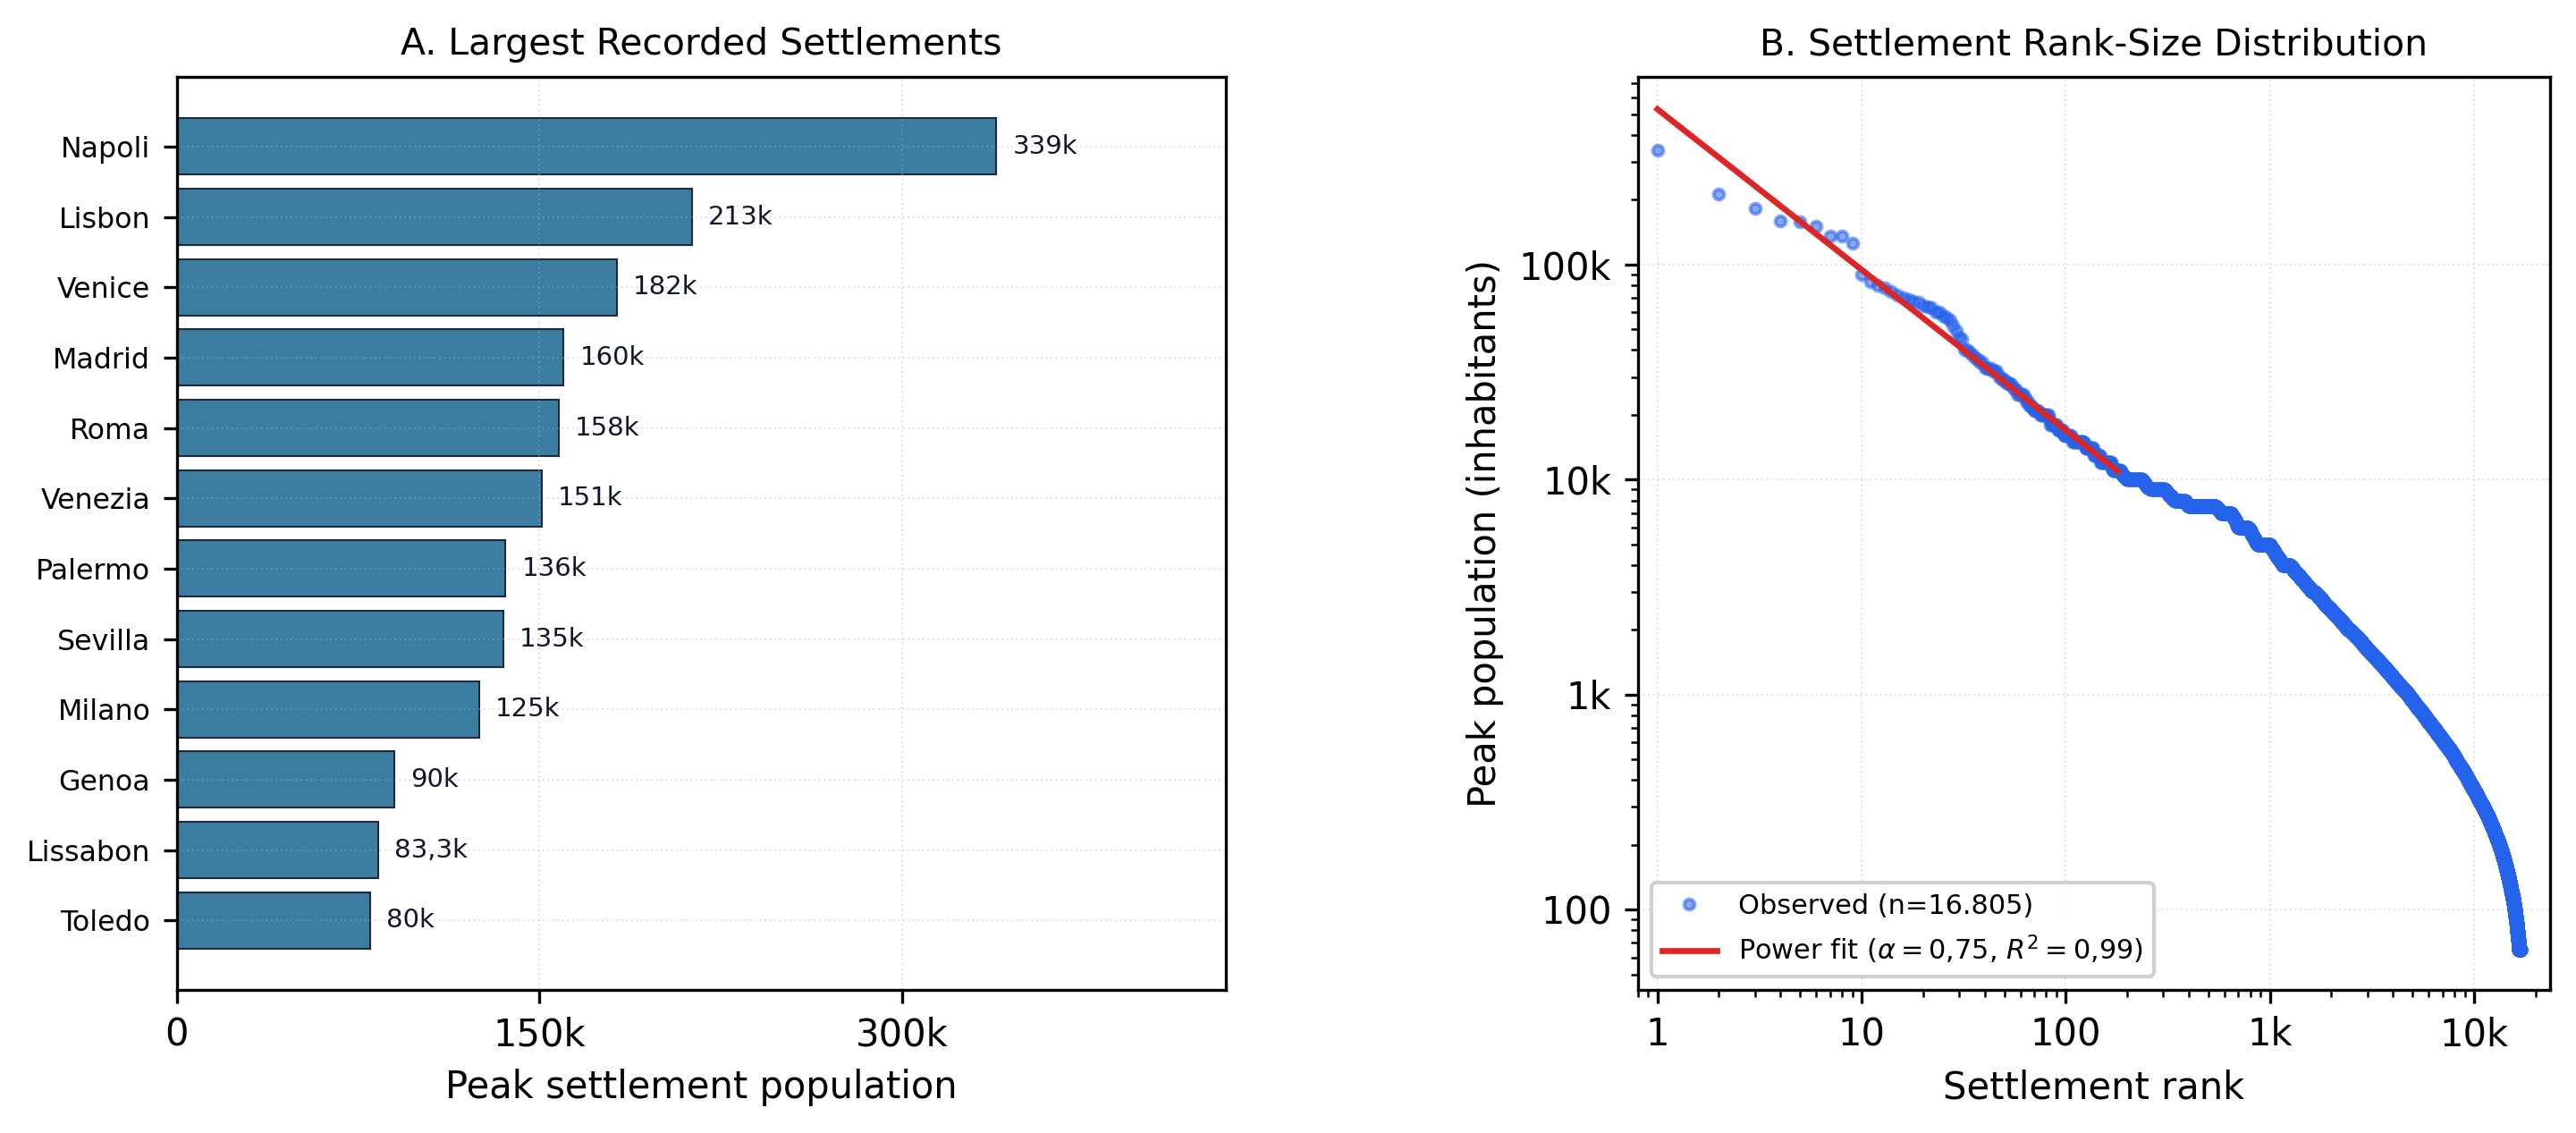 A. Largest Recorded Settlements
Napoli
339k
Lisbon
213k
Venice
182k
Madrid
160k
Roma
158k
Venezia
151k
Palermo
136k
Sevilla
135k
Milano
125k
Genoa
90k
Lissabon
83,3k
Toledo
80k
0 150k 300k
Peak settlement population
B. Settlement Rank-Size Distribution
Peak population (inhabitants)
100k
10k
1k
100
Observed (n=16.805)
Power fit (α = 0,75, R² = 0,99)
1 10 100 1k 10k
Settlement rank